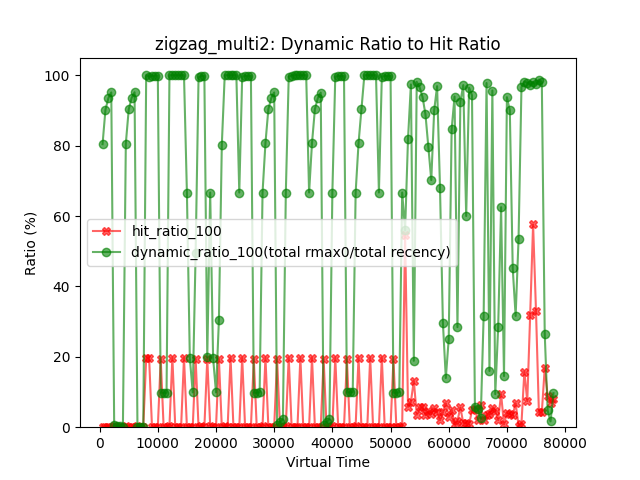 zigzag_multi2: Dynamic Ratio to Hit Ratio
100
80
60
40
20
0
Ratio (%)
hit_ratio_100
dynamic_ratio_100(total rmax0/total recency)
0 10000 20000 30000 40000 50000 60000 70000 80000
Virtual Time